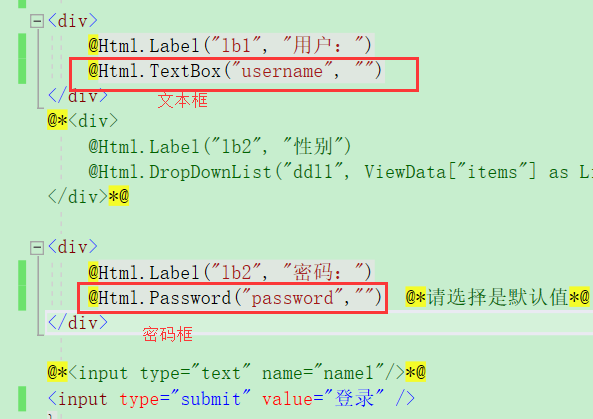 <div>
@Html.Label("lb1", "用户：")
@Html.TextBox("username", "")
</div>
文本框
@*<div>
@Html.Label("lb2", "性别")
@Html.DropDownList("ddl1", ViewData["items"] as Li
</div>*@
<div>
@Html.Label("lb2", "密码：")
@Html.Password("password","") @*请选择是默认值*@
</div>
密码框
@*<input type="text" name="name1"/>*@
<input type="submit" value="登录" />